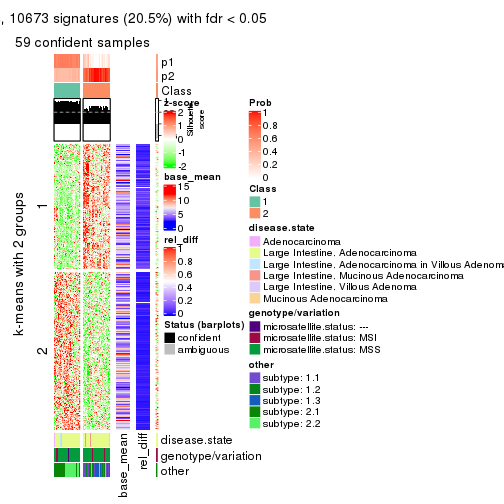 , 10673 signatures (20.5%) with fdr < 0.05
59 confident samples
p1
p2
Class
z-score
2
1
0
-1
-2
Silhouette
score
base_mean
15
10
5
0
rel_diff
1
0.8
0.6
0.4
0.2
0
Status (barplots)
confident
ambiguous
Prob
1
0.8
0.6
0.4
0.2
0
Class
1
2
disease.state
Adenocarcinoma
Large Intestine. Adenocarcinoma
Large Intestine. Adenocarcinoma in Villous Adenom
Large Intestine. Mucinous Adenocarcinoma
Large Intestine. Villous Adenoma
Mucinous Adenocarcinoma
genotype/variation
microsatellite.status: ---
microsatellite.status: MSI
microsatellite.status: MSS
other
subtype: 1.1
subtype: 1.2
subtype: 1.3
subtype: 2.1
subtype: 2.2
k-means with 2 groups
1
2
disease.state
genotype/variation
other
base_mean
rel_diff